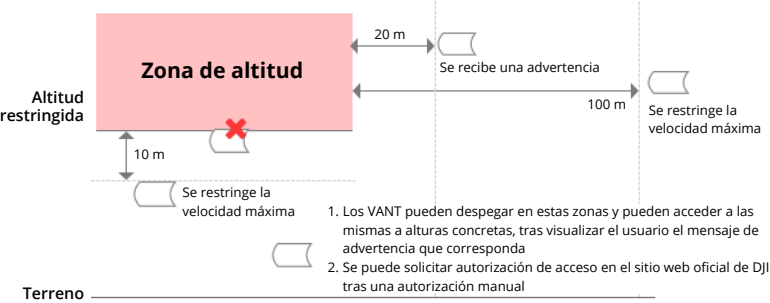 20 m
Zona de altitud
Se recibe una advertencia
Altitud
restringida
100 m
Se restringe la
velocidad máxima
10 m
Se restringe la
velocidad máxima
1. Los VANT pueden despegar en estas zonas y pueden acceder a las
mismas a alturas concretas, tras visualizar el usuario el mensaje de
advertencia que corresponda
2. Se puede solicitar autorización de acceso en el sitio web oficial de DJI
tras una autorización manual
Terreno